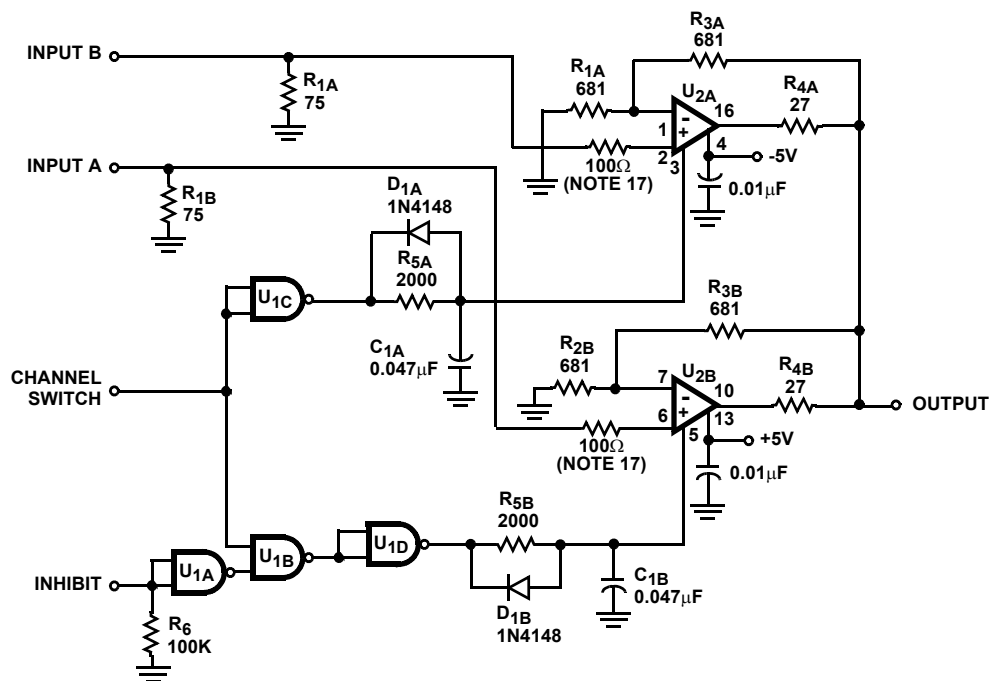 INPUT B
R1A
75
INPUT A
R1B
75
R3A
681
R1A
681
U2A
16
R4A
27
-
+
1
2
3
4
100Ω
(NOTE 17)
-5V
0.01µF
D1A
1N4148
R5A
2000
U1C
C1A
0.047µF
CHANNEL
SWITCH
R3B
681
R2B
681
U2B
7
6
5
-
+
10
13
R4B
27
OUTPUT
100Ω
(NOTE 17)
+5V
0.01µF
INHIBIT
U1A
U1B
U1D
R5B
2000
D1B
1N4148
C1B
0.047µF
R6
100K